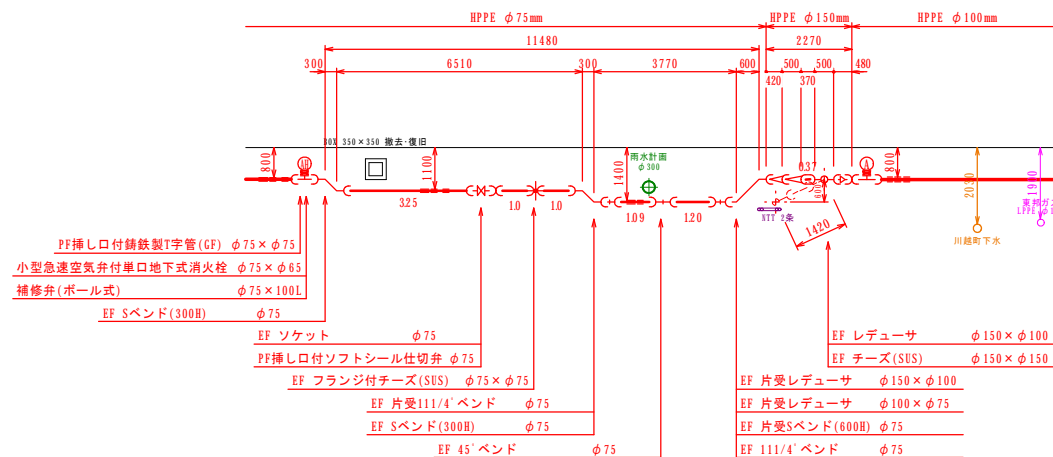 HPPE φ75mm
HPPE φ150mm
HPPE φ100mm
11480
2270
300
6510
300
3770
600
500
500
480
420
370
BOX 350×350 撤去･復旧
800
1100
1400
雨水計画
φ300
0.37
800
600
2030
1900
AH
A
3.25
1.0
1.0
1.09
1.20
NTT 2条
1420
川越町下水
東邦ガス
PF挿し口付鋳鉄製T字管(GF) φ75×φ75
小型急速空気弁付単口地下式消火栓 φ75×φ65
補修弁(ボール式) φ75×100L
EF Sベンド(300H) φ75
EF ソケット φ75
PF挿し口付ソフトシール仕切弁 φ75
EF フランジ付チーズ(SUS) φ75×φ75
EF 片受111/4ﾟベンド φ75
EF Sベンド(300H) φ75
EF 45ﾟベンド φ75
EF レデューサ φ150×φ100
EF チーズ(SUS) φ150×φ150
EF 片受レデューサ φ150×φ100
EF 片受レデューサ φ100×φ75
EF 片受Sベンド(600H) φ75
EF 111/4ﾟベンド φ75